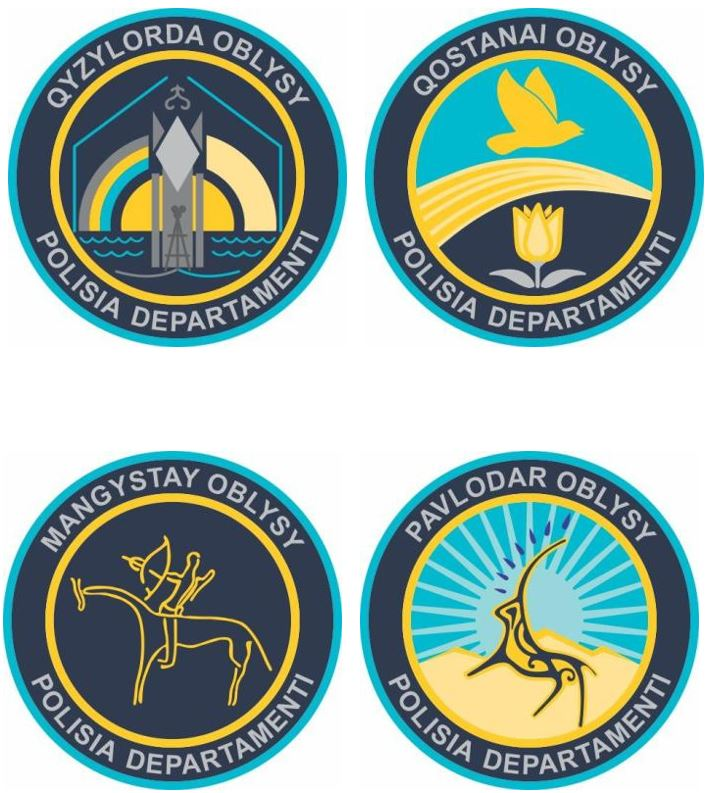 QYZYLORDA OBLYSY
POLISIA DEPARTAMENTI
QOSTANAI OBLYSY
POLISIA DEPARTAMENTI
MANGYSTAY OBLYSY
POLISIA DEPARTAMENTI
PAVLODAR OBLYSY
POLISIA DEPARTAMENTI